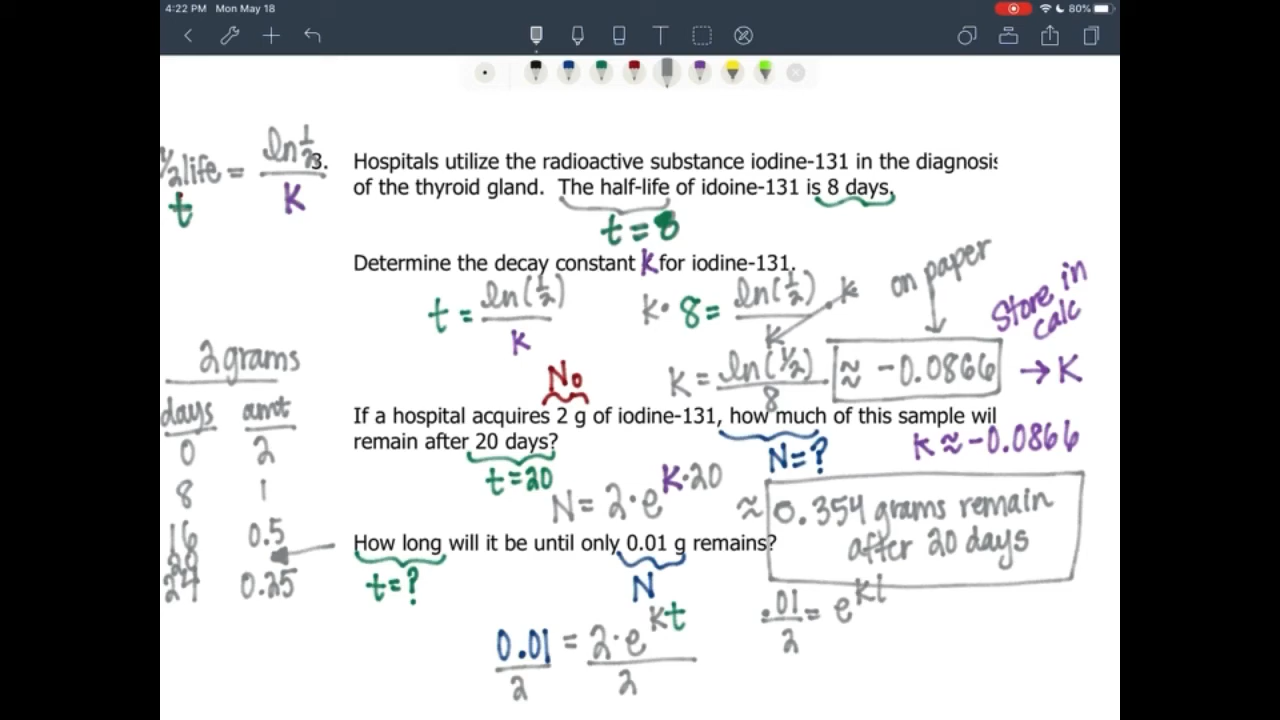 4:22 PM Mon May 18
80%
1/2 life = ln 1/2
t K
3. Hospitals utilize the radioactive substance iodine-131 in the diagnosis
of the thyroid gland. The half-life of idoine-131 is 8 days.
t = 8
Determine the decay constant K for iodine-131.
t = ln(1/2)
K
K · 8 = ln(1/2) · K
K
on paper
Store in
calc
K = ln(1/2) ≈ -0.0866 → K
8
2 grams
days amt
0 2
8 1
16 0.5
20
24 0.25
No
If a hospital acquires 2 g of iodine-131, how much of this sample wil
remain after 20 days?
K ≈ -0.0866
t = 20
N = ?
N = 2 · e^K·20
≈ 0.354 grams remain
after 20 days
How long will it be until only 0.01 g remains?
t = ?
N
0.01 = 2 · e^Kt
2 2
.01 = e^Kt
2